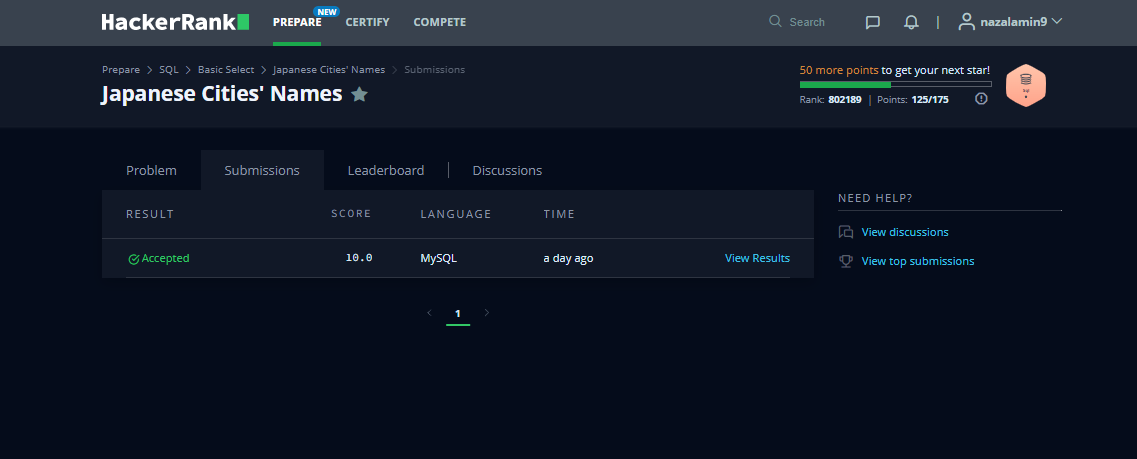 HackerRank PREPARE NEW CERTIFY COMPETE Search | nazalamin9
Prepare > SQL > Basic Select > Japanese Cities' Names > Submissions
Japanese Cities' Names
50 more points to get your next star!
Rank: 802189 | Points: 125/175
Sql
Problem Submissions Leaderboard | Discussions
RESULT SCORE LANGUAGE TIME
Accepted 10.0 MySQL a day ago View Results
< 1 >
NEED HELP?
View discussions
View top submissions